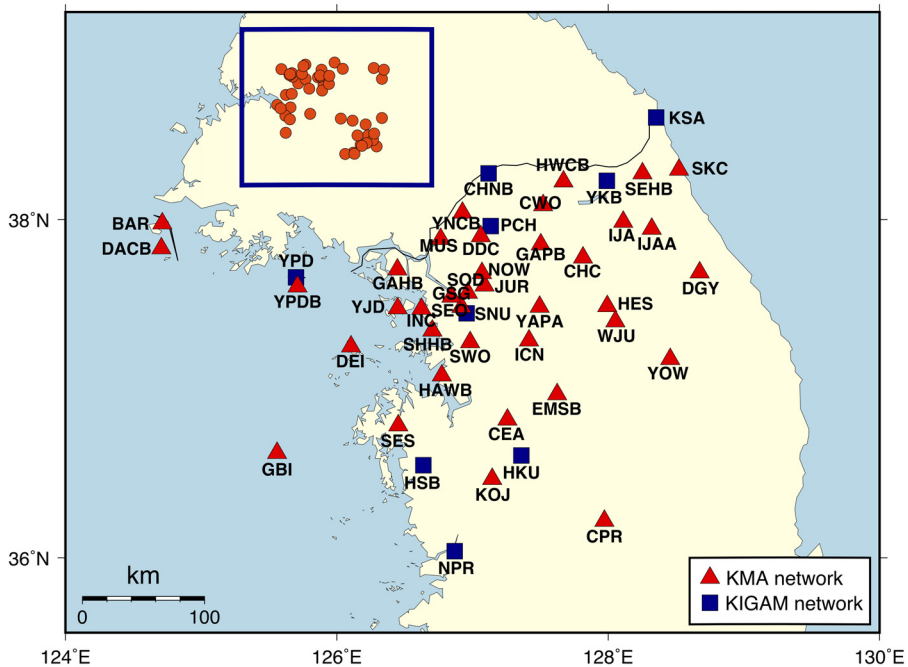 KSA
HWCB
SKC
CHNB
YKB
SEHB
CWO
BAR
YNCB
PCH
IJA
38°N
MUS
DDC
IJAA
DACB
GAPB
YPD
NOW
CHC
GAHB
SOD
JUR
DGY
YPDB
GSG
YJD
INC
SEO
SNU
YAPA
HES
WJU
SHHB
SWO
ICN
DEI
YOW
HAWB
EMSB
SES
CEA
GBI
HSB
HKU
KOJ
CPR
36°N
NPR
km
0
100
KMA network
KIGAM network
124°E
126°E
128°E
130°E